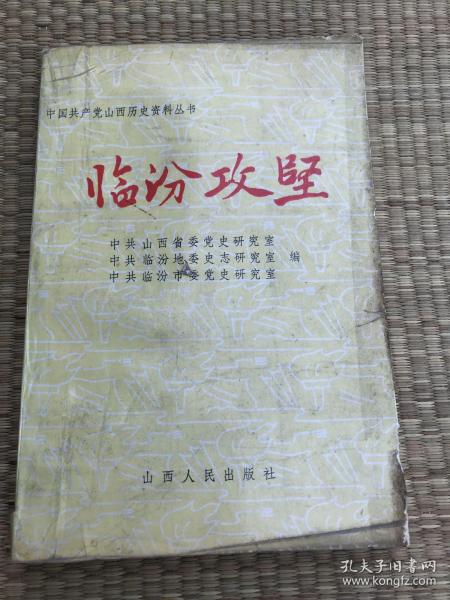 中国共产党山西历史资料丛书
临汾攻坚
中共山西省委党史研究室
中共临汾地委史志研究室 编
中共临汾市委党史研究室
山西人民出版社
孔夫子旧书网
www.kongfz.com